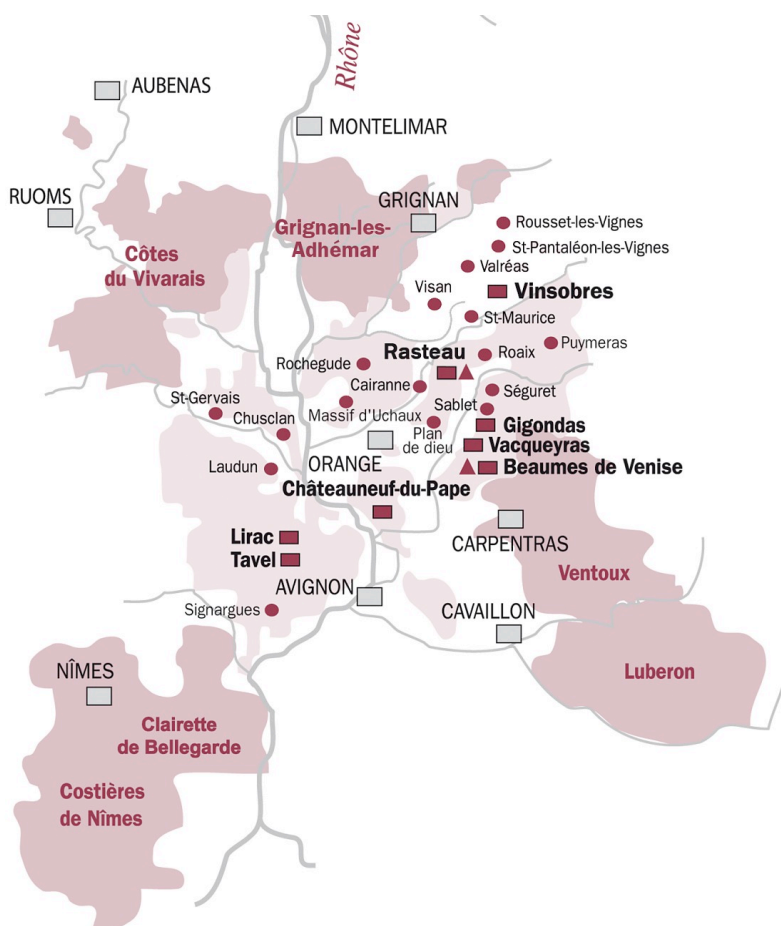 Rhône
AUBENAS
MONTELIMAR
RUOMS
GRIGNAN
Grignan-les-
Adhémar
Rousset-les-Vignes
St-Pantaléon-les-Vignes
Côtes
du Vivarais
Valréas
Visan
Vinsobres
St-Maurice
Puymeras
Rasteau
Roaix
Rochegude
Cairanne
Séguret
St-Gervais
Massif d'Uchaux
Sablet
Chusclan
Plan
de dieu
Gigondas
Vacqueyras
Laudun
ORANGE
Beaumes de Venise
Châteauneuf-du-Pape
Lirac
Tavel
CARPENTRAS
Ventoux
AVIGNON
Signargues
CAVAILLON
NÎMES
Luberon
Clairette
de Bellegarde
Costières
de Nîmes